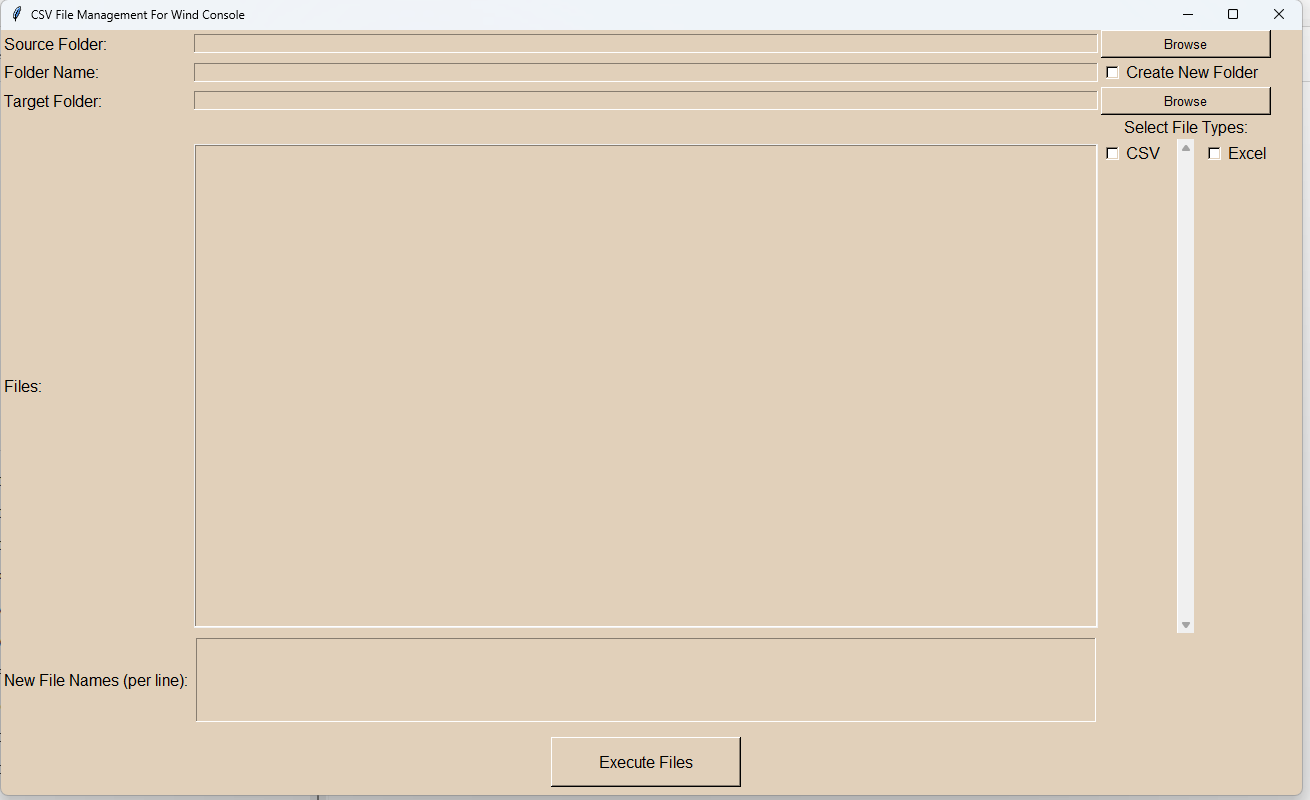 CSV File Management For Wind Console
Source Folder:
Browse
Folder Name:
Create New Folder
Target Folder:
Browse
Select File Types:
CSV
Excel
Files:
New File Names (per line):
Execute Files